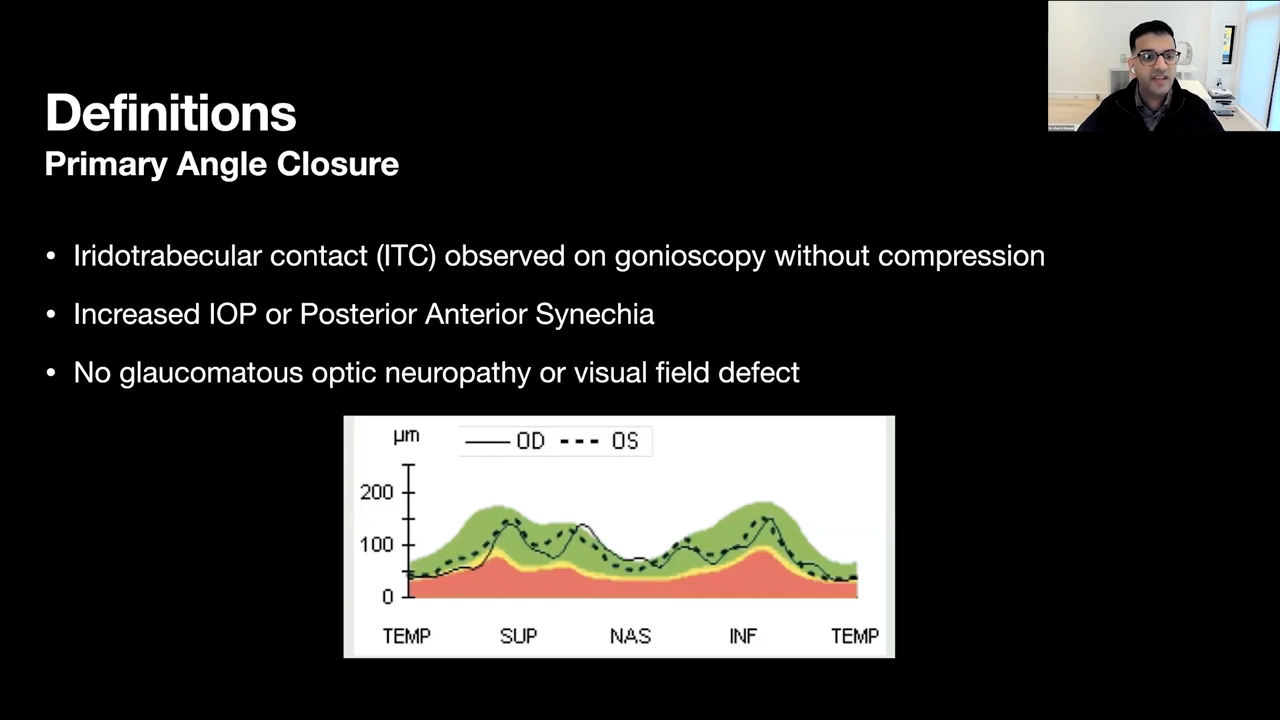 Definitions
Primary Angle Closure
• Iridotrabecular contact (ITC) observed on gonioscopy without compression
• Increased IOP or Posterior Anterior Synechia
• No glaucomatous optic neuropathy or visual field defect
µm
OD OS
200
100
0
TEMP SUP NAS INF TEMP